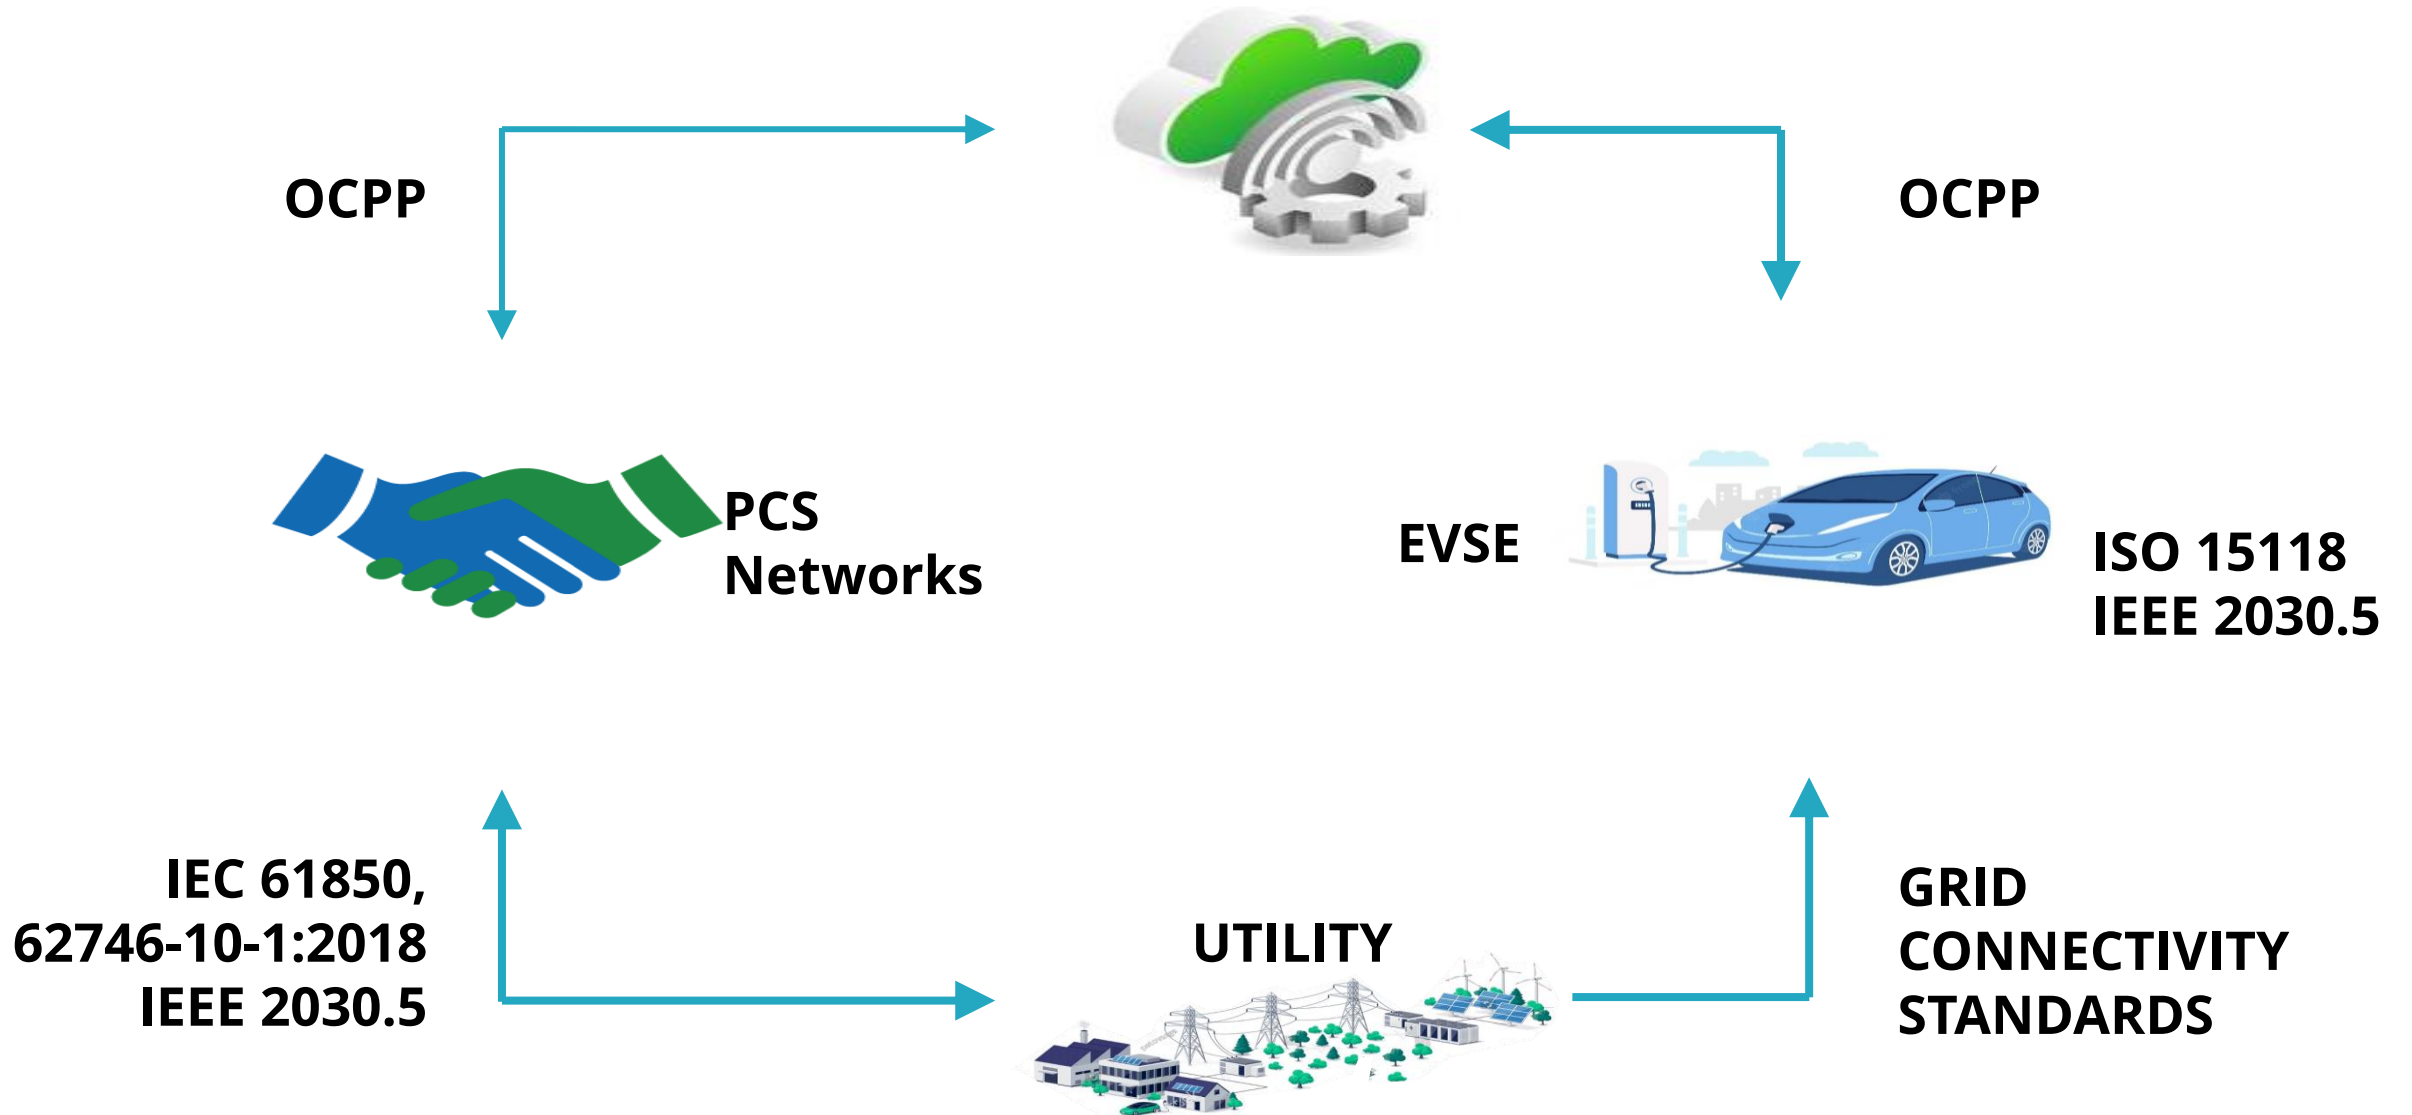 OCPP
OCPP
PCS
Networks
EVSE
ISO 15118
IEEE 2030.5
IEC 61850,
62746-10-1:2018
IEEE 2030.5
UTILITY
GRID
CONNECTIVITY
STANDARDS